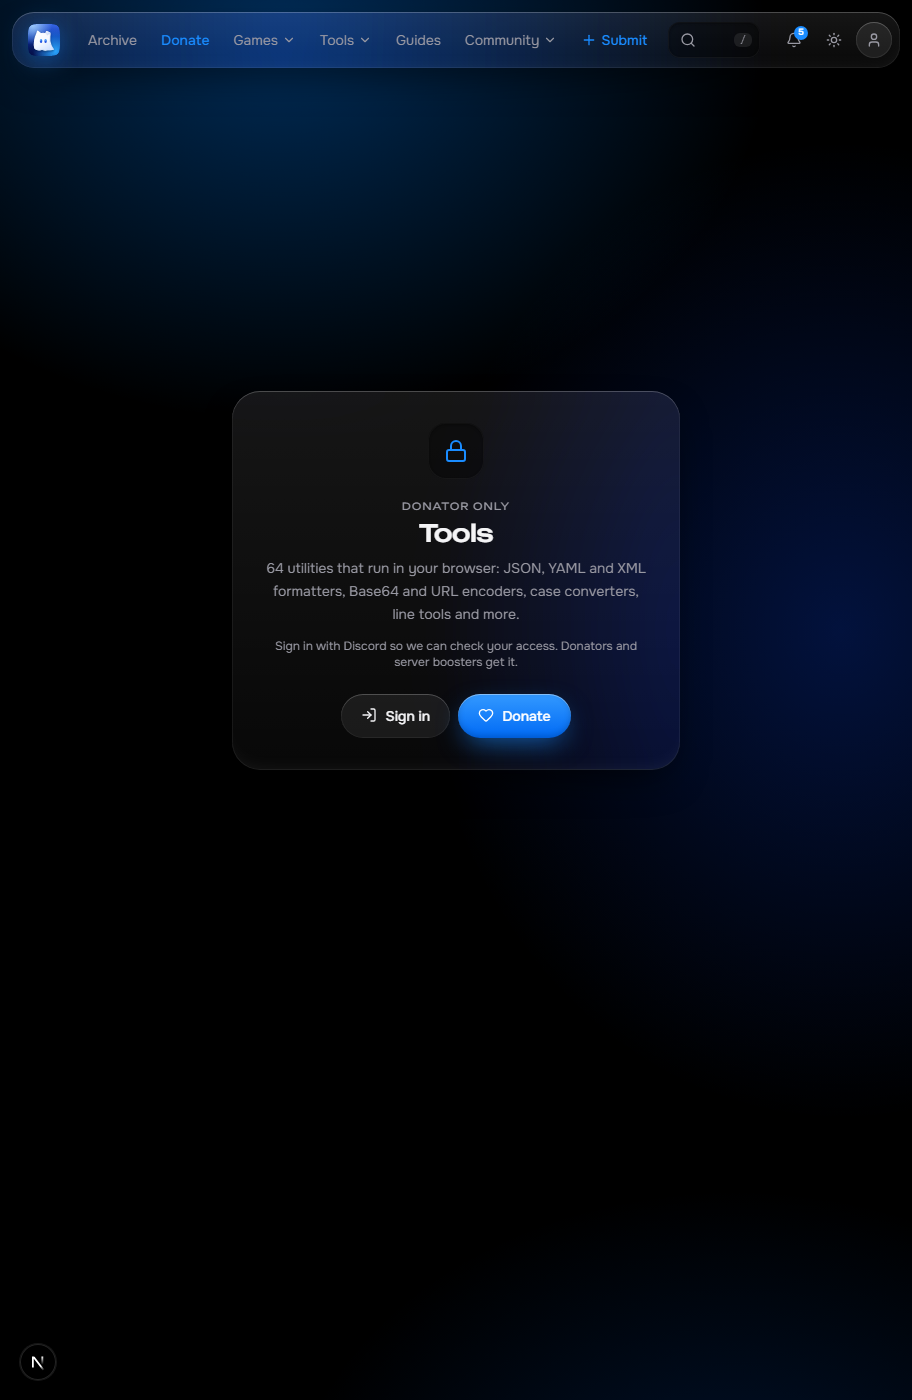 Archive Donate Games Tools Guides Community + Submit / 5
DONATOR ONLY
Tools
64 utilities that run in your browser: JSON, YAML and XML
formatters, Base64 and URL encoders, case converters,
line tools and more.
Sign in with Discord so we can check your access. Donators and
server boosters get it.
Sign in Donate
N